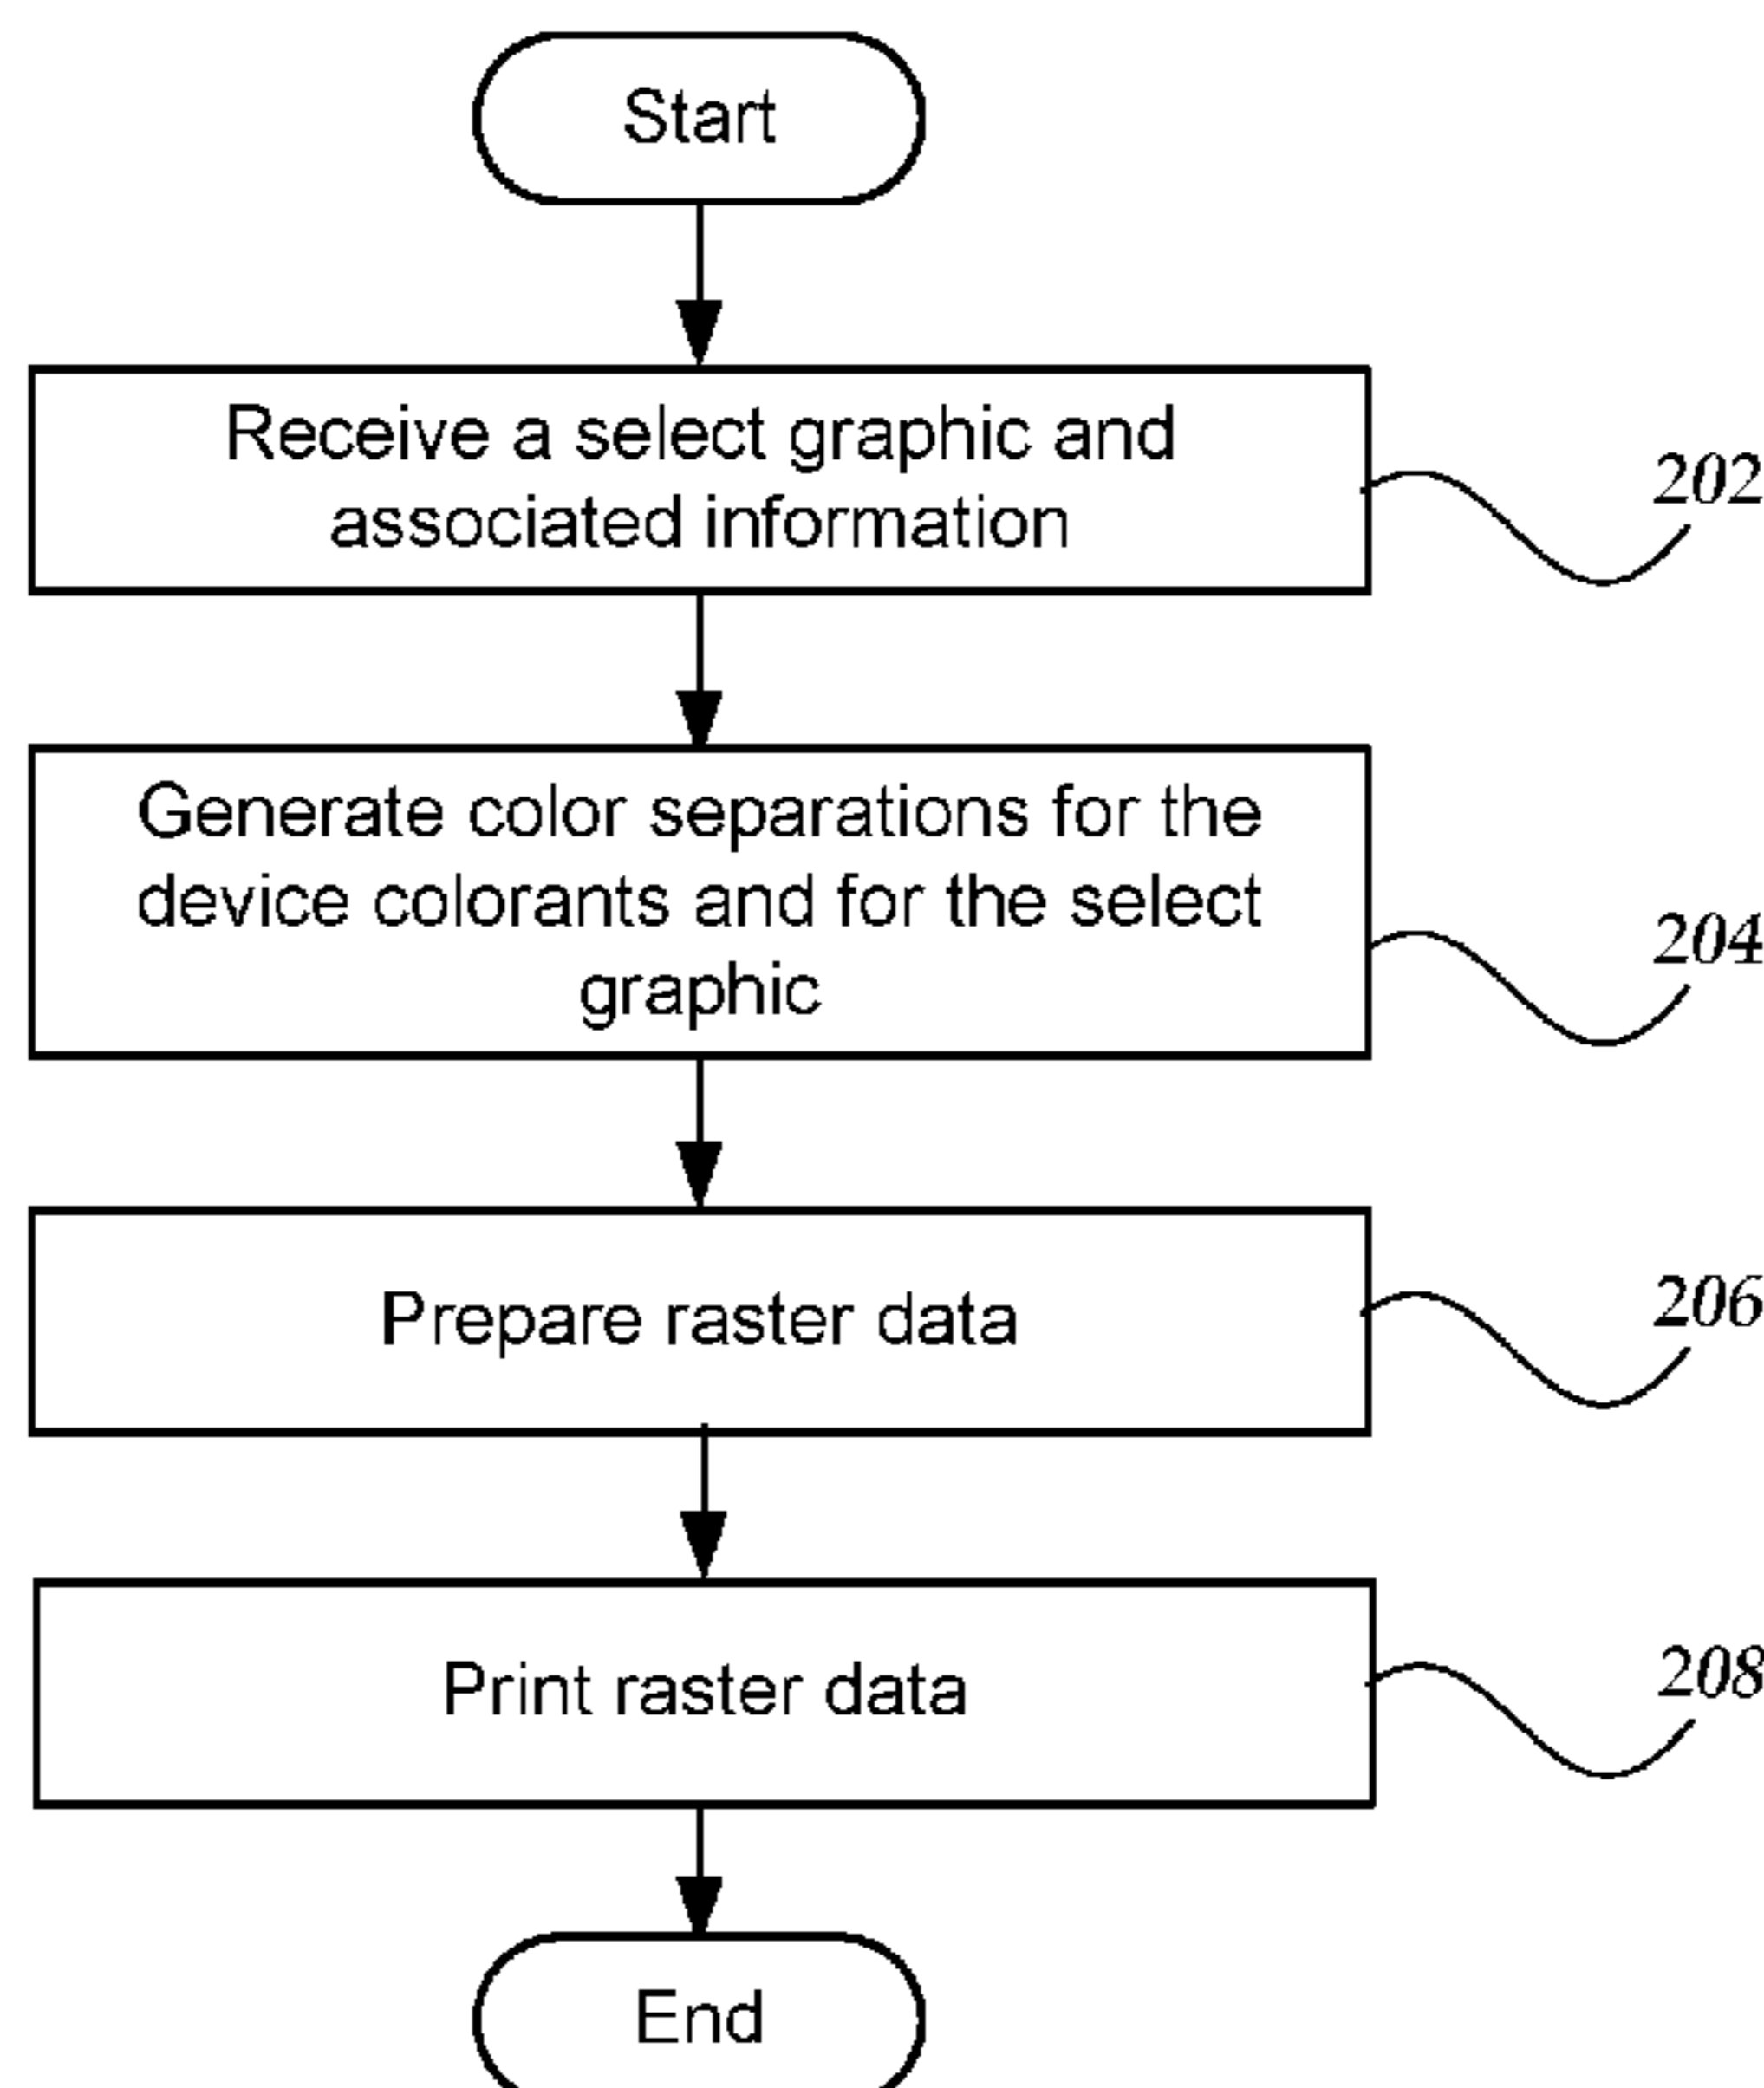 Start
Receive a select graphic and
associated information
202
Generate color separations for the
device colorants and for the select
graphic
204
Prepare raster data
206
Print raster data
208
End